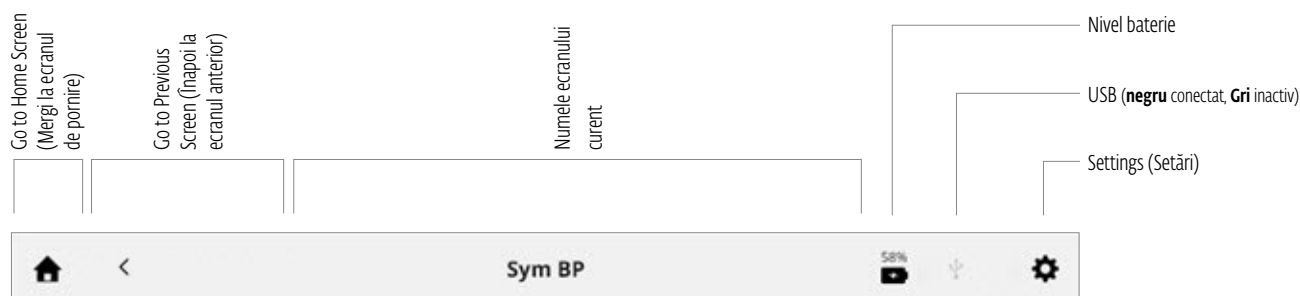 Go to Home Screen
(Mergi la ecranul
de pornire)
Go to Previous
Screen (Înapoi la
ecranul anterior)
Numele ecranului
curent
Nivel baterie
USB (negru conectat, Gri inactiv)
Settings (Setări)
Sym BP
58%